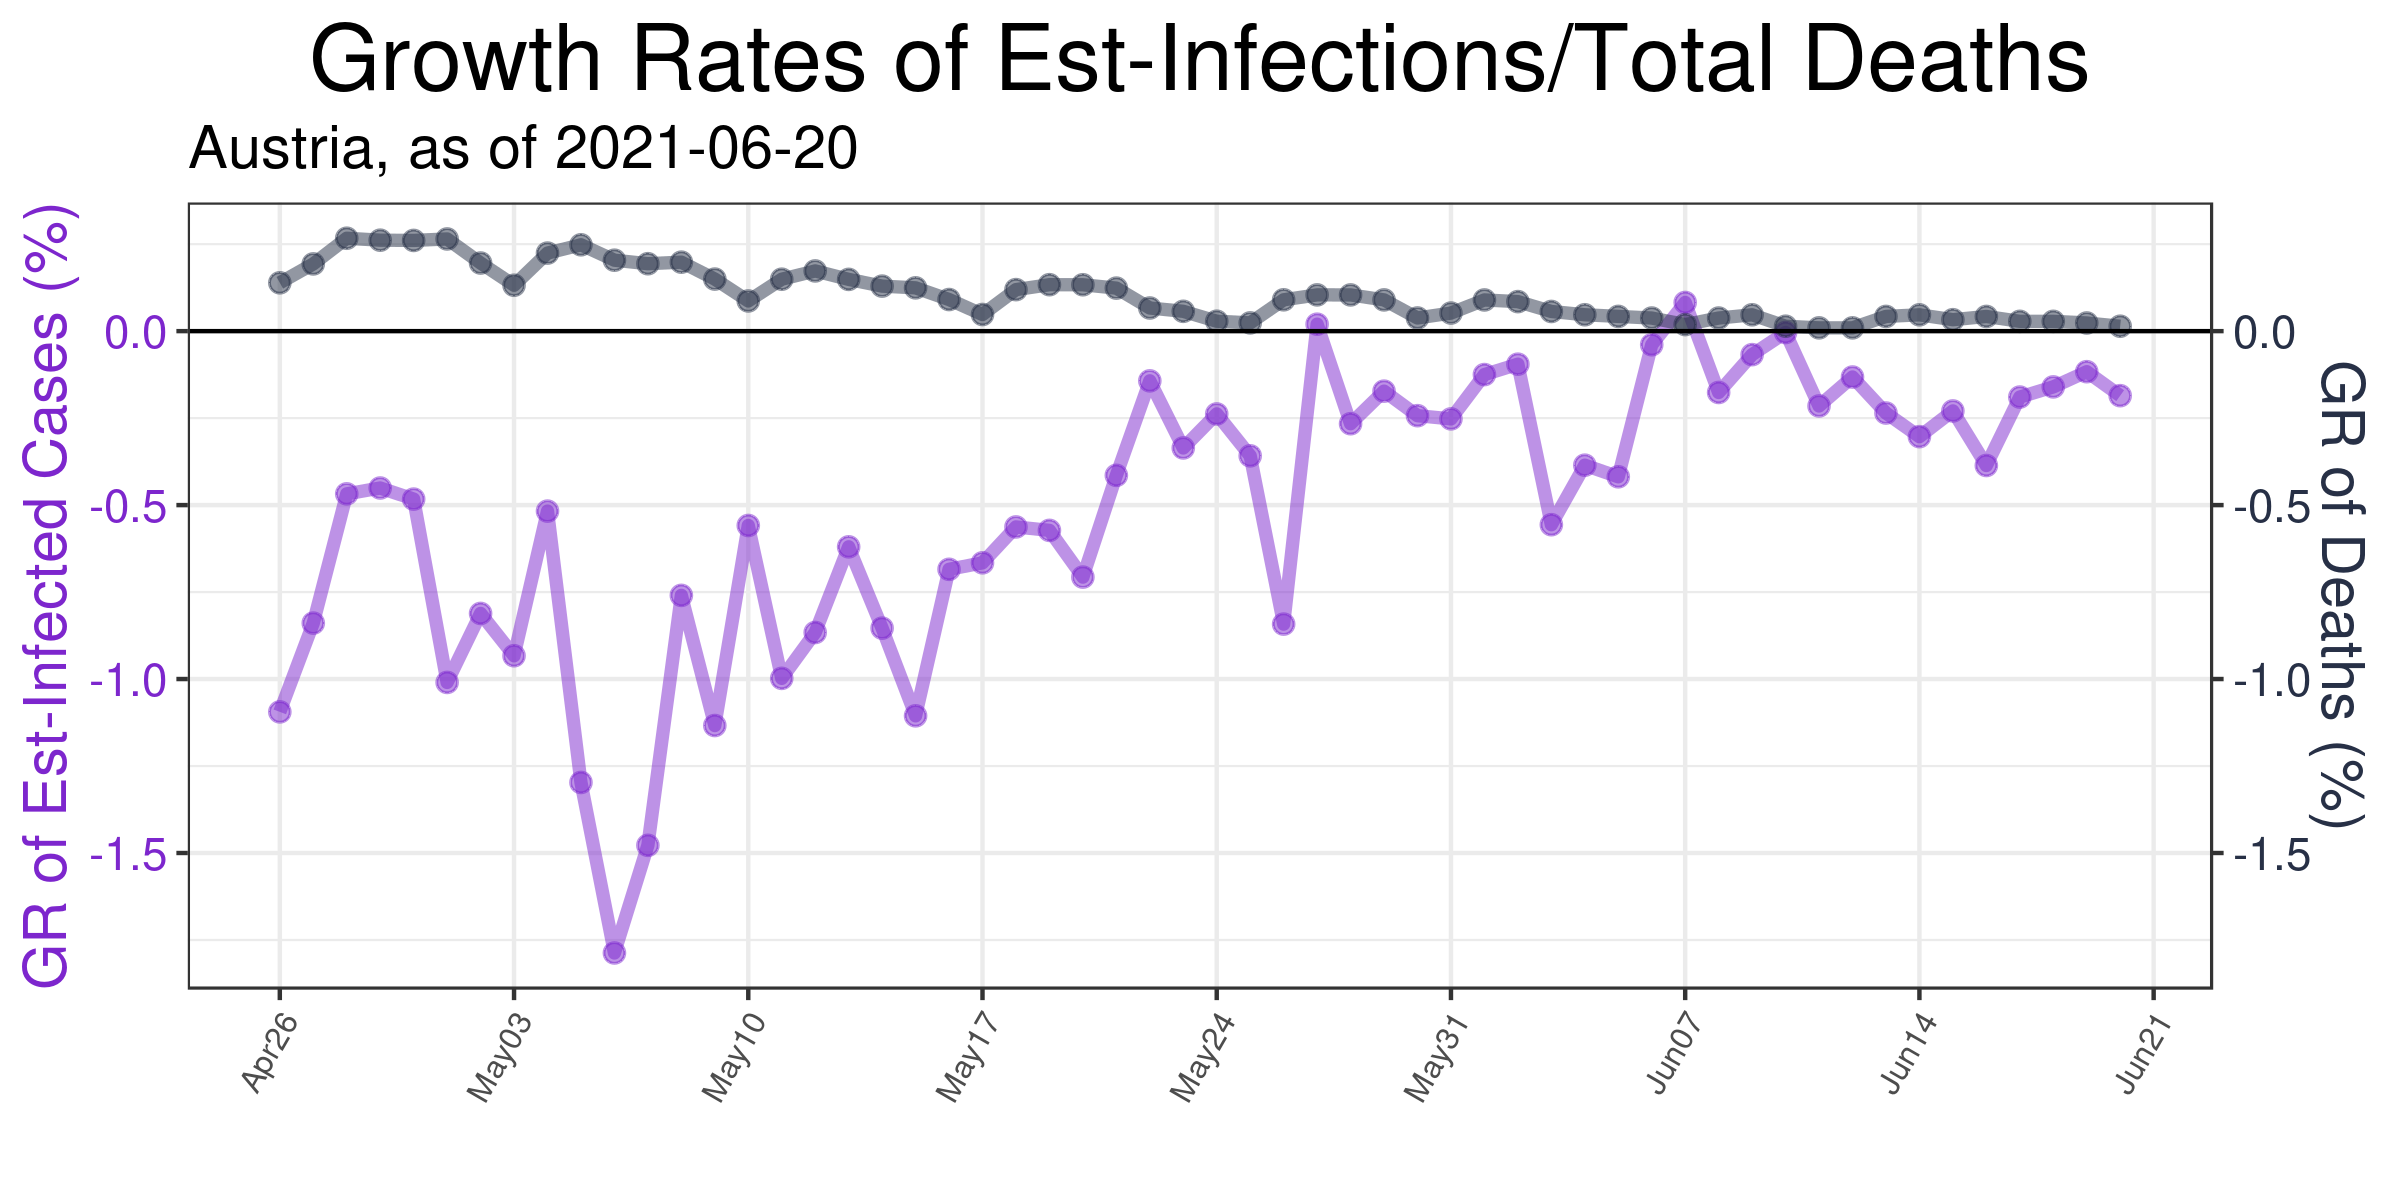 Growth Rates of Est-Infections/Total Deaths
Austria, as of 2021-06-20
GR of Est-Infected Cases (%)
0.0
-0.5
-1.0
-1.5
0.0
-0.5
-1.0
-1.5
GR of Deaths (%)
Apr26
May03
May10
May17
May24
May31
Jun07
Jun14
Jun21